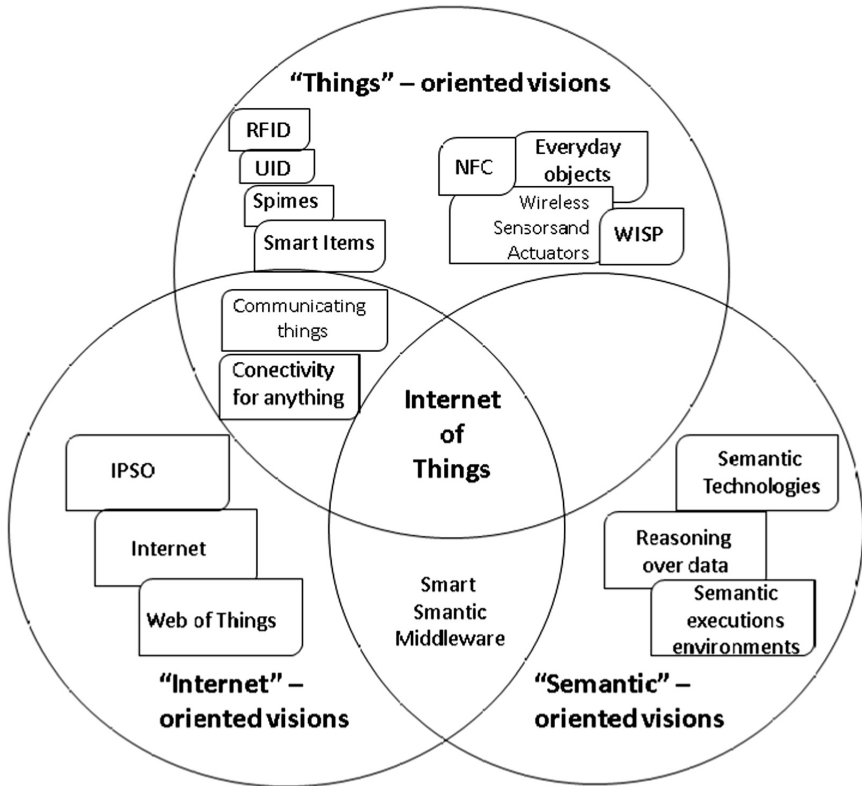 “Things” – oriented visions
RFID
UID
Spimes
Smart Items
NFC
Everyday
objects
Wireless
Sensorsand
Actuators
WISP
Communicating
things
Conectivity
for anything
Internet
of
Things
IPSO
Internet
Web of Things
Smart
Smantic
Middleware
Semantic
Technologies
Reasoning
over data
Semantic
executions
environments
“Internet” –
oriented visions
“Semantic” –
oriented visions